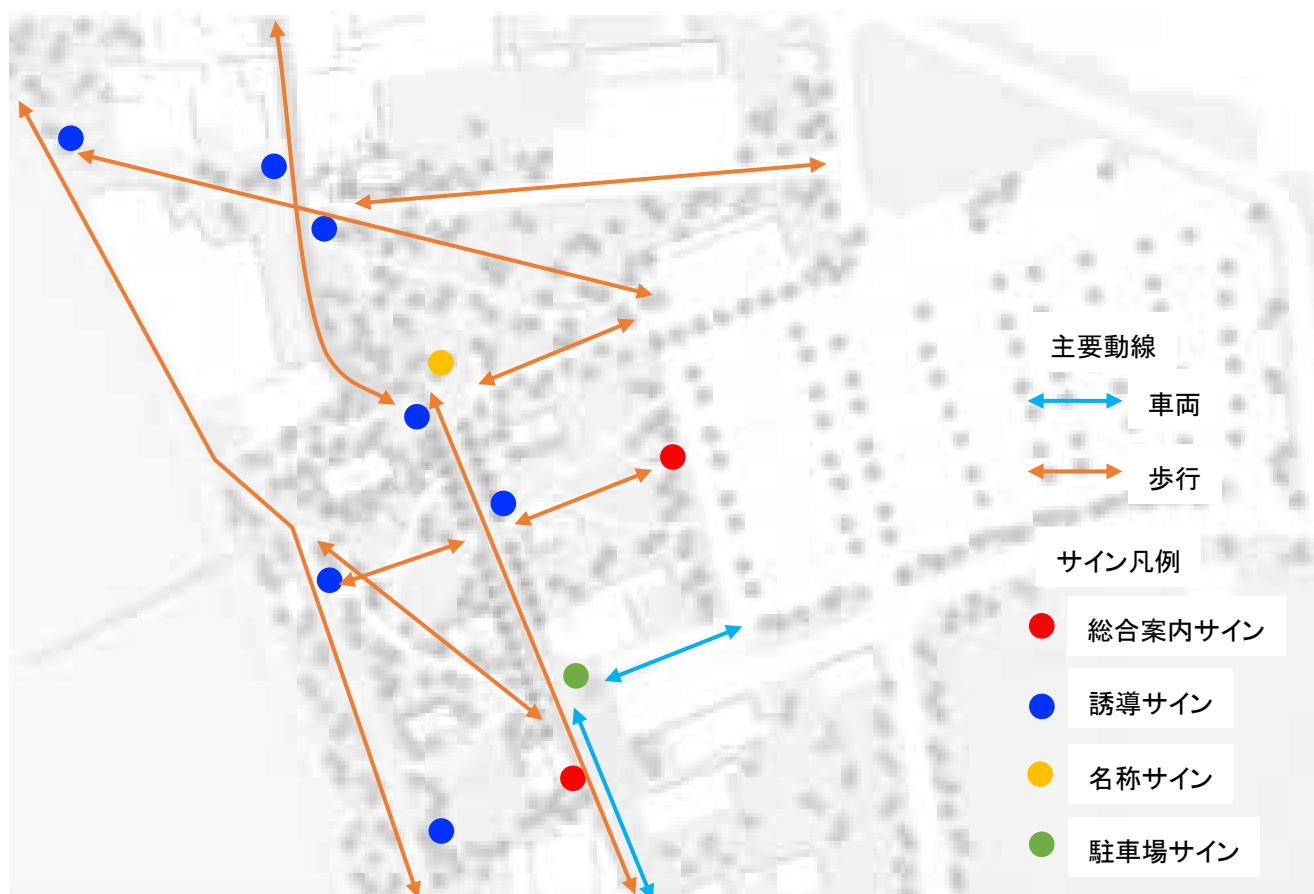 主要動線
車両
歩行
サイン凡例
総合案内サイン
誘導サイン
名称サイン
駐車場サイン